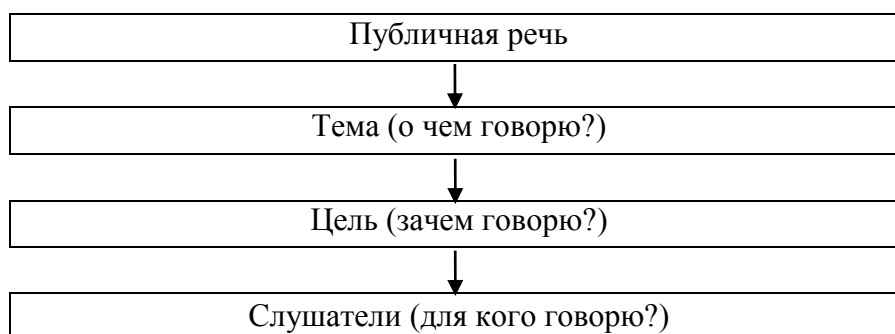 Публичная речь
Тема (о чем говорю?)
Цель (зачем говорю?)
Слушатели (для кого говорю?)